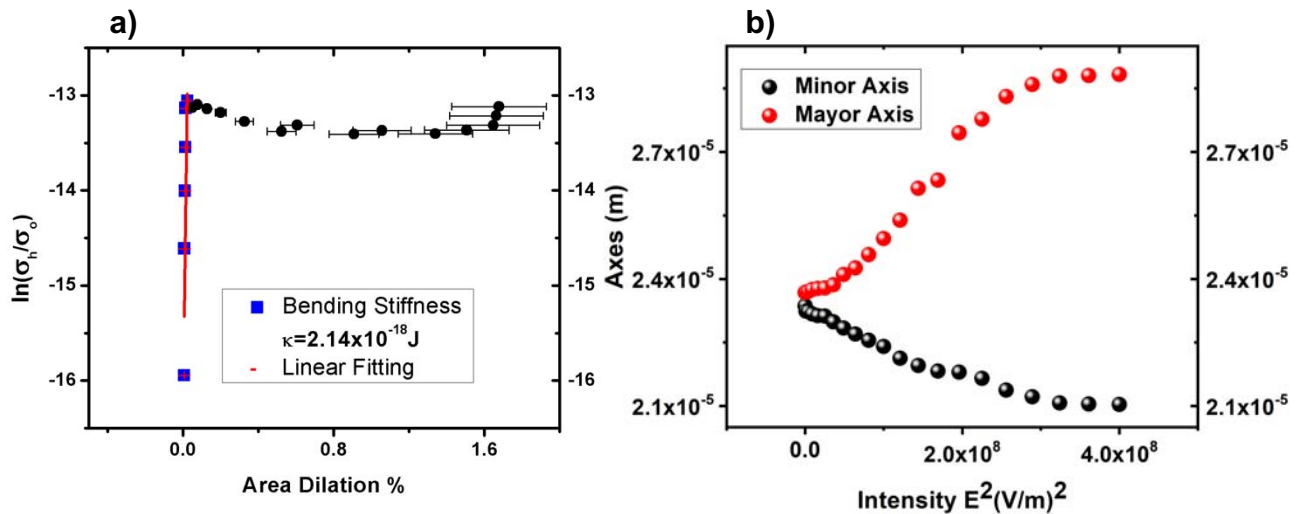 a)
b)
-13
-14
-15
-16
-13
-14
-15
-16
ln(σh/σo)
Bending Stiffness
κ=2.14x10-18J
Linear Fitting
0.0
0.8
1.6
Area Dilation %
Minor Axis
Mayor Axis
2.7x10-5
2.4x10-5
2.1x10-5
2.7x10-5
2.4x10-5
2.1x10-5
Axes (m)
0.0
2.0x108
4.0x108
Intensity E2(V/m)2